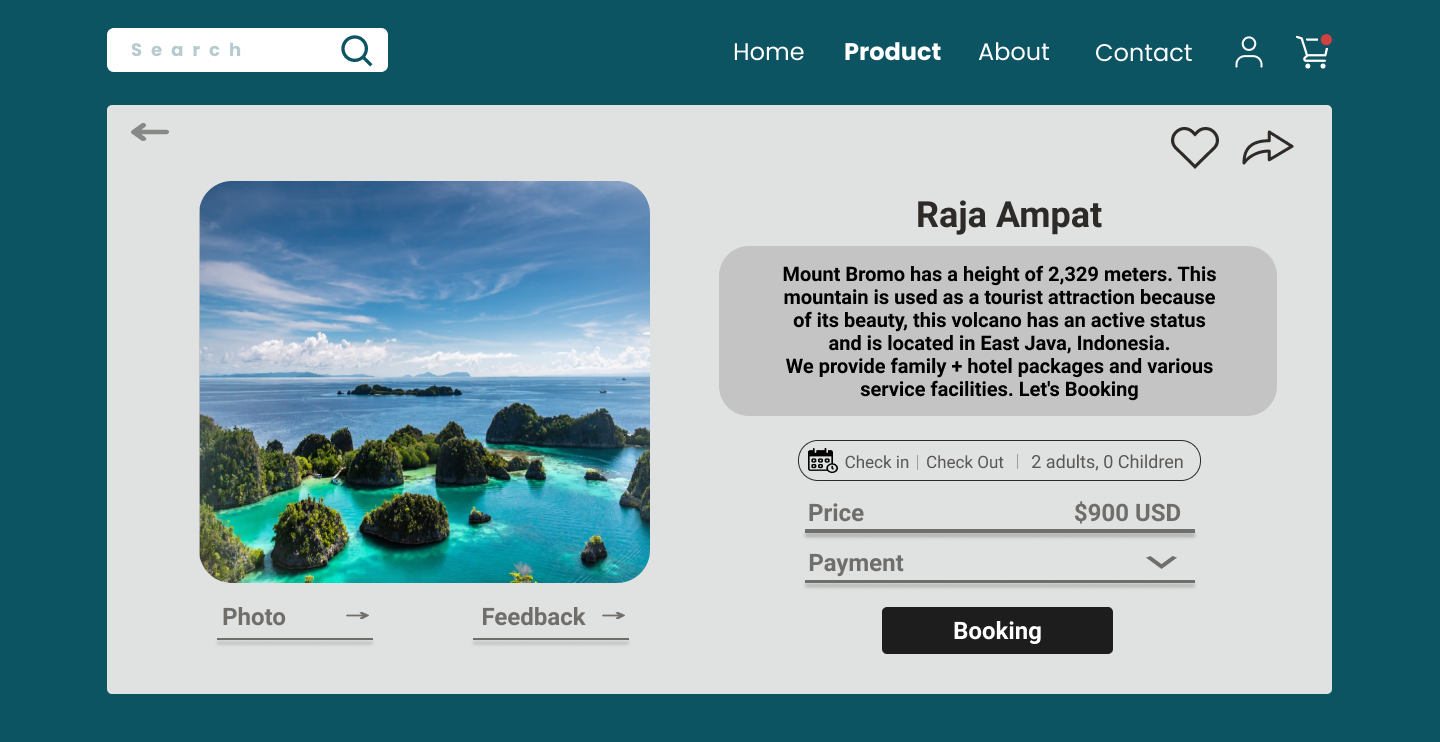 Search
Home Product About Contact
Raja Ampat
Mount Bromo has a height of 2,329 meters. This
mountain is used as a tourist attraction because
of its beauty, this volcano has an active status
and is located in East Java, Indonesia.
We provide family + hotel packages and various
service facilities. Let's Booking
Check in | Check Out | 2 adults, 0 Children
Price $900 USD
Payment
Photo Feedback
Booking